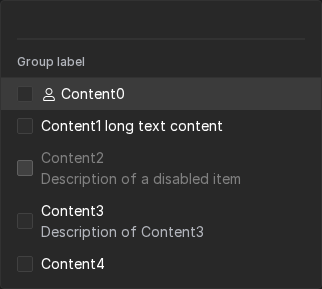 Group label
Content0
Content1 long text content
Content2
Description of a disabled item
Content3
Description of Content3
Content4